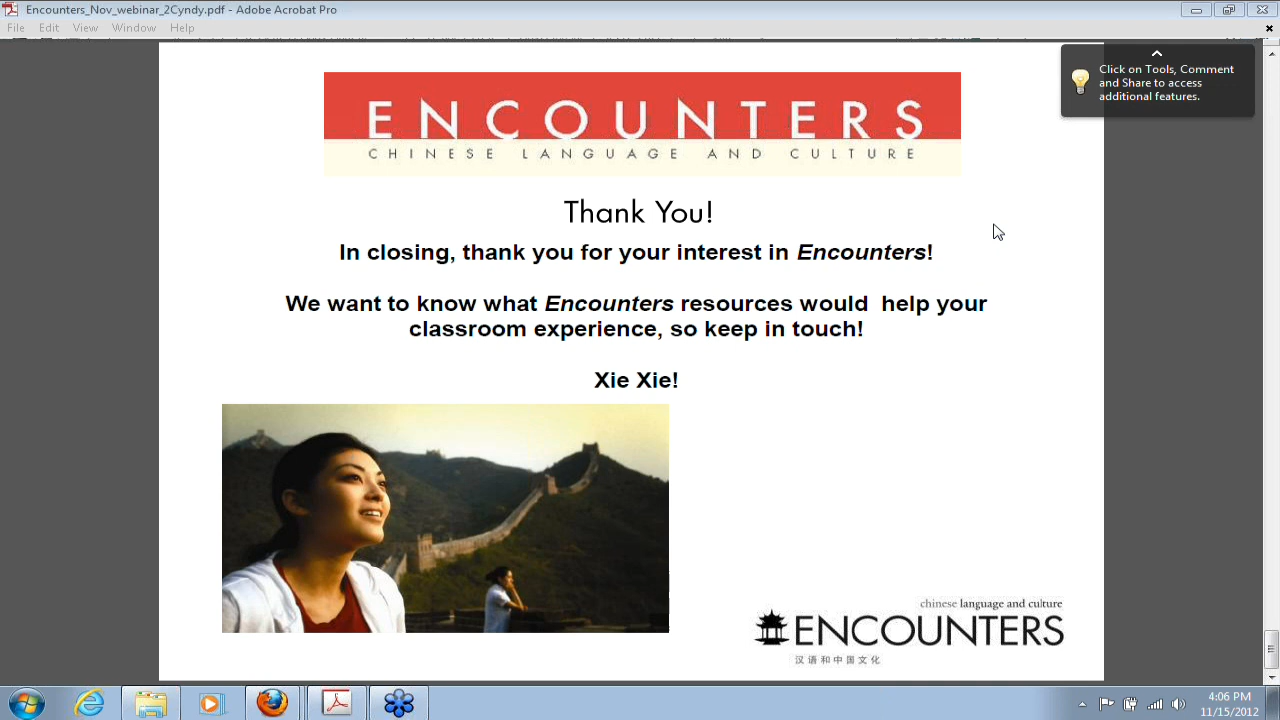 Encounters_Nov_webinar_2Cyndy.pdf - Adobe Acrobat Pro
File Edit View Window Help
Click on Tools, Comment
and Share to access
additional features.
ENCOUNTERS
CHINESE LANGUAGE AND CULTURE
Thank You!
In closing, thank you for your interest in Encounters!
We want to know what Encounters resources would help your
classroom experience, so keep in touch!
Xie Xie!
chinese language and culture
ENCOUNTERS
汉语和中国文化
4:06 PM
11/15/2012